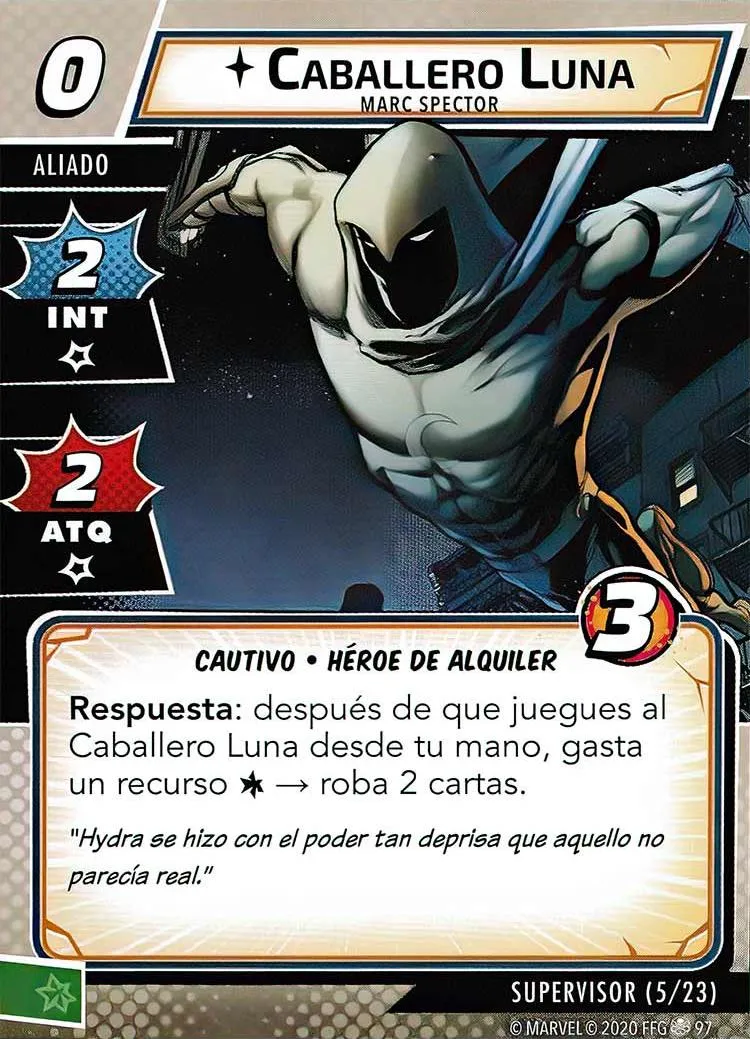 0
CABALLERO LUNA
MARC SPECTOR
ALIADO
2
INT
2
ATQ
3
CAUTIVO • HÉROE DE ALQUILER
Respuesta: después de que juegues al
Caballero Luna desde tu mano, gasta
un recurso → roba 2 cartas.
"Hydra se hizo con el poder tan deprisa que aquello no
parecía real."
SUPERVISOR (5/23)
© MARVEL © 2020 FFG 97